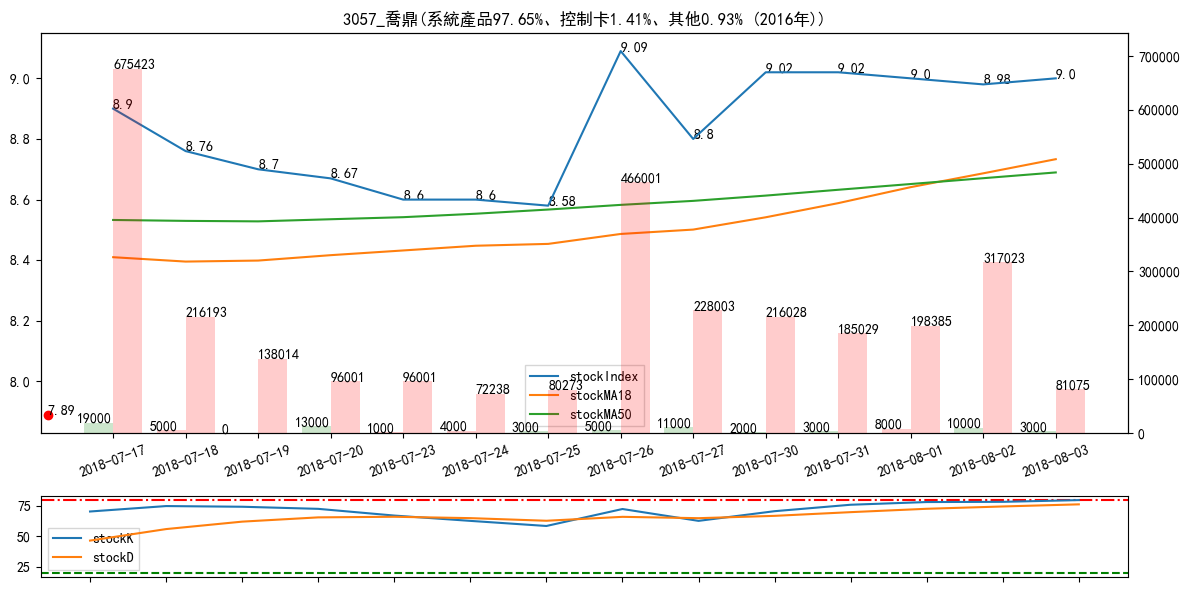 3057_喬鼎(系統產品97.65%、控制卡1.41%、其他0.93% (2016年))
9.09
9.0 675423 9.02 9.02 9.0 8.98 9.0 700000
8.9 600000
8.8 8.76 8.8
8.7 8.67 500000
8.6 8.6 8.6 8.58 466001
400000
8.4 317023 300000
8.2 216193 228003 216028 185029 198385 200000
138014
8.0 96001 96001 72238 80273 stockIndex 81075 100000
stockMA18
7.89 stockMA50
19000 5000 0 13000 1000 4000 3000 5000 11000 2000 3000 8000 10000 3000 0
2018-07-17 2018-07-18 2018-07-19 2018-07-20 2018-07-23 2018-07-24 2018-07-25 2018-07-26 2018-07-27 2018-07-30 2018-07-31 2018-08-01 2018-08-02 2018-08-03
75
50 stockK
25 stockD